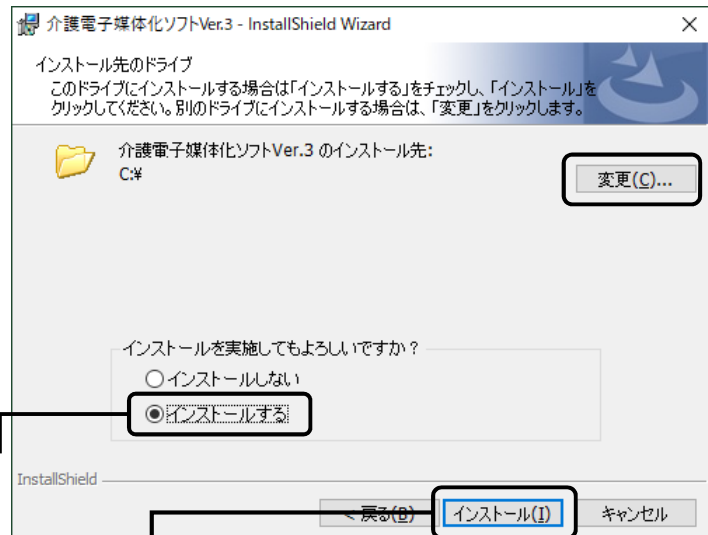 介護電子媒体化ソフトVer.3 - InstallShield Wizard
インストール先のドライブ
このドライブにインストールする場合は「インストールする」をチェックし、「インストール」を
クリックしてください。別のドライブにインストールする場合は、「変更」をクリックします。
介護電子媒体化ソフトVer.3 のインストール先:
C:¥
変更(C)...
インストールを実施してもよろしいですか？
インストールしない
インストールする
InstallShield
< 戻る(B)
インストール(I)
キャンセル